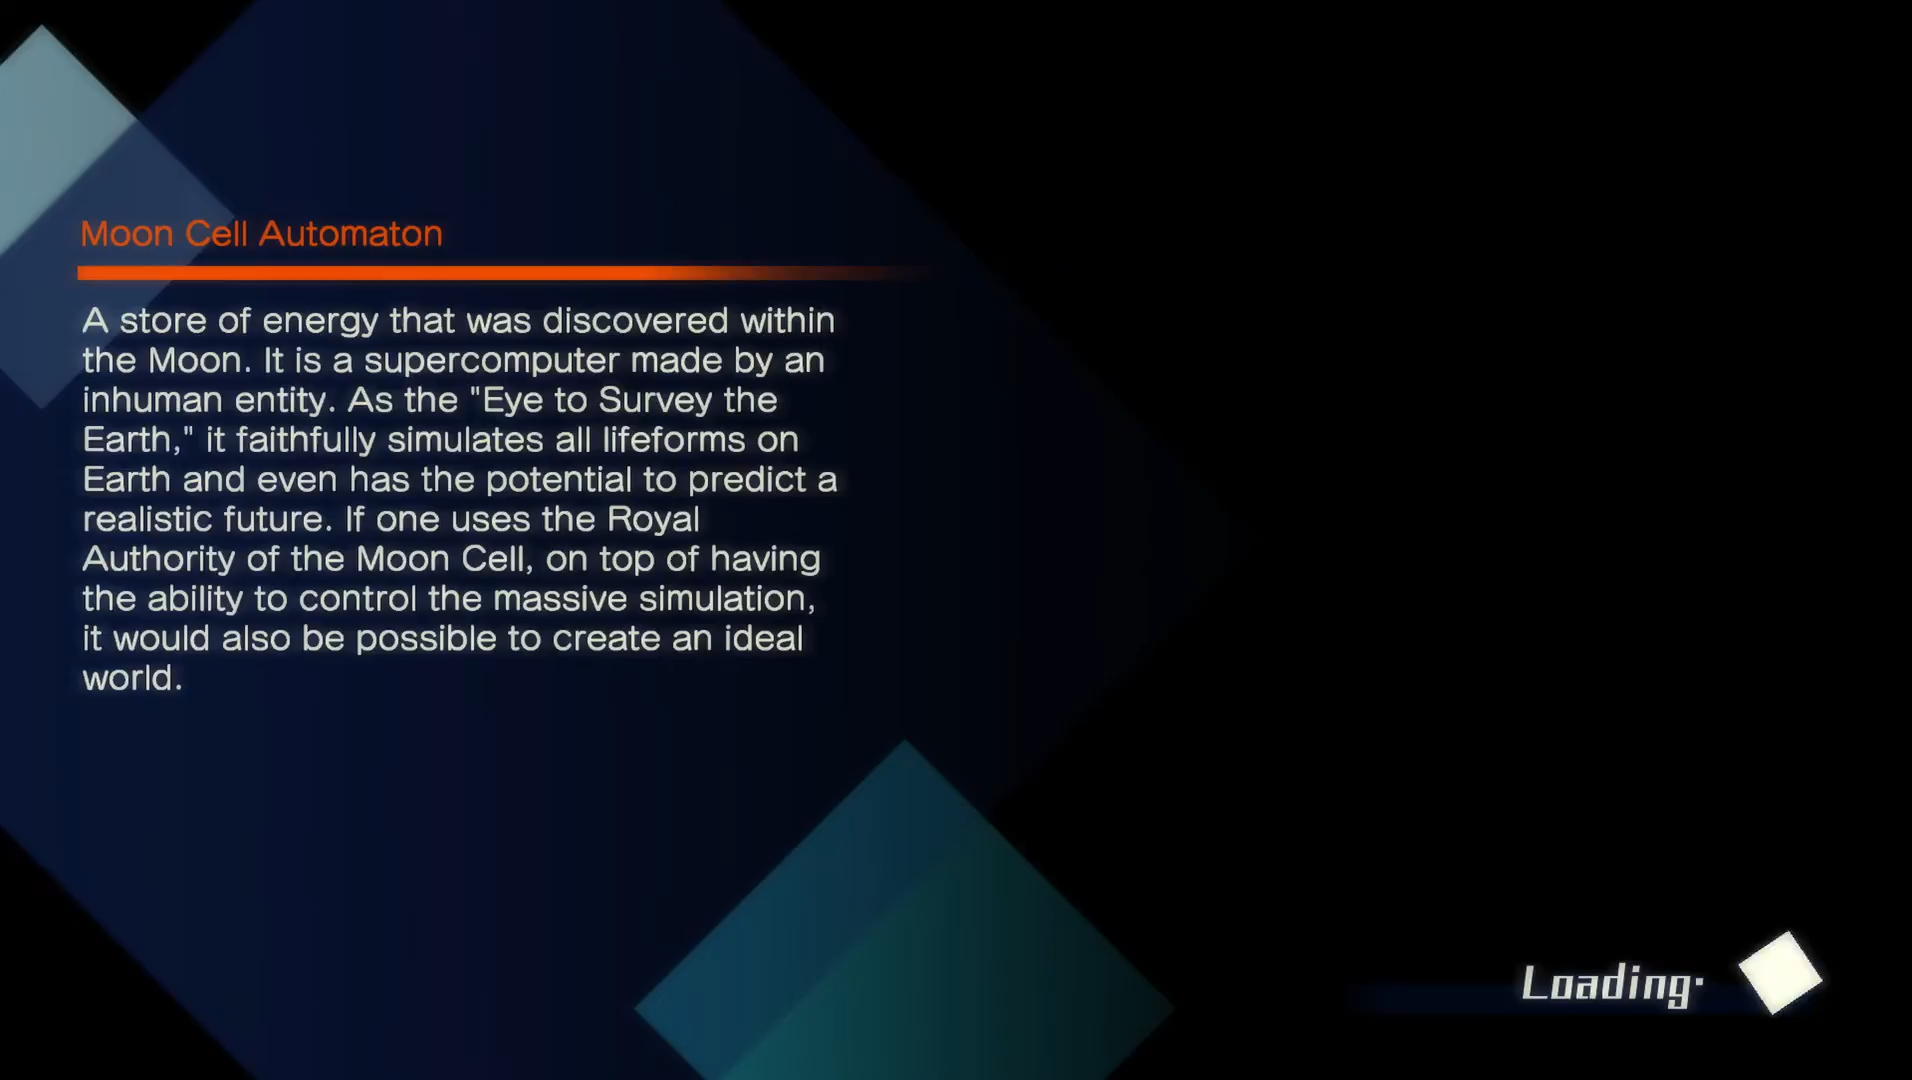 Moon Cell Automaton
A store of energy that was discovered within
the Moon. It is a supercomputer made by an
inhuman entity. As the "Eye to Survey the
Earth," it faithfully simulates all lifeforms on
Earth and even has the potential to predict a
realistic future. If one uses the Royal
Authority of the Moon Cell, on top of having
the ability to control the massive simulation,
it would also be possible to create an ideal
world.
Loading·